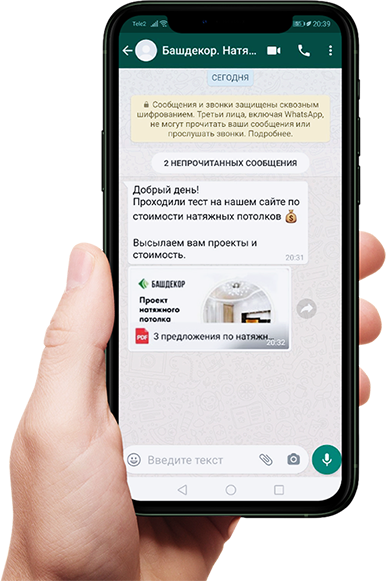 Tele2
20:39
Башдекор. Натя...
СЕГОДНЯ
Сообщения и звонки защищены сквозным
шифрованием. Третьи лица, включая WhatsApp,
не могут прочитать ваши сообщения или
прослушать звонки. Подробнее.
2 НЕПРОЧИТАННЫХ СООБЩЕНИЯ
Добрый день!
Проходили тест на нашем сайте по
стоимости натяжных потолков
Высылаем вам проекты и
стоимость.
20:31
БАШДЕКОР
Проект
натяжного
потолка
PDF 3 предложения по натяжн...
20:32
Введите текст